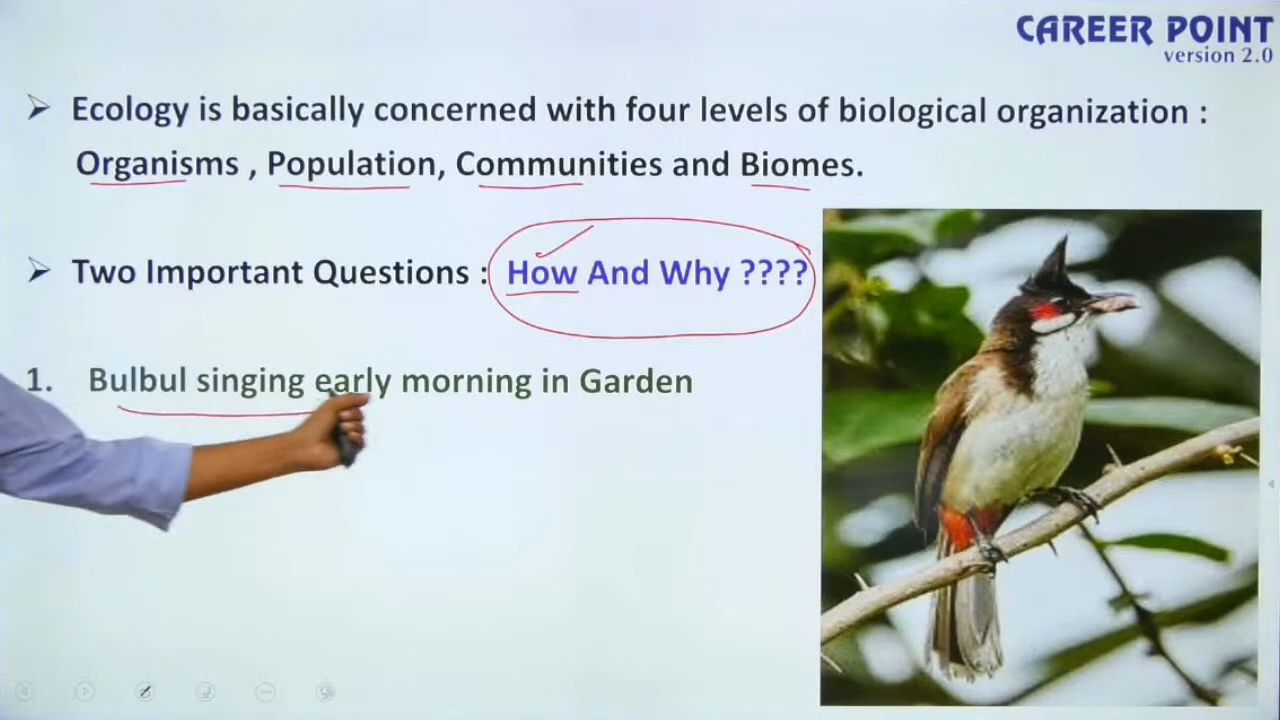 CAREER POINT
version 2.0
➢ Ecology is basically concerned with four levels of biological organization :
Organisms , Population, Communities and Biomes.
➢ Two Important Questions : How And Why ????
1. Bulbul singing early morning in Garden